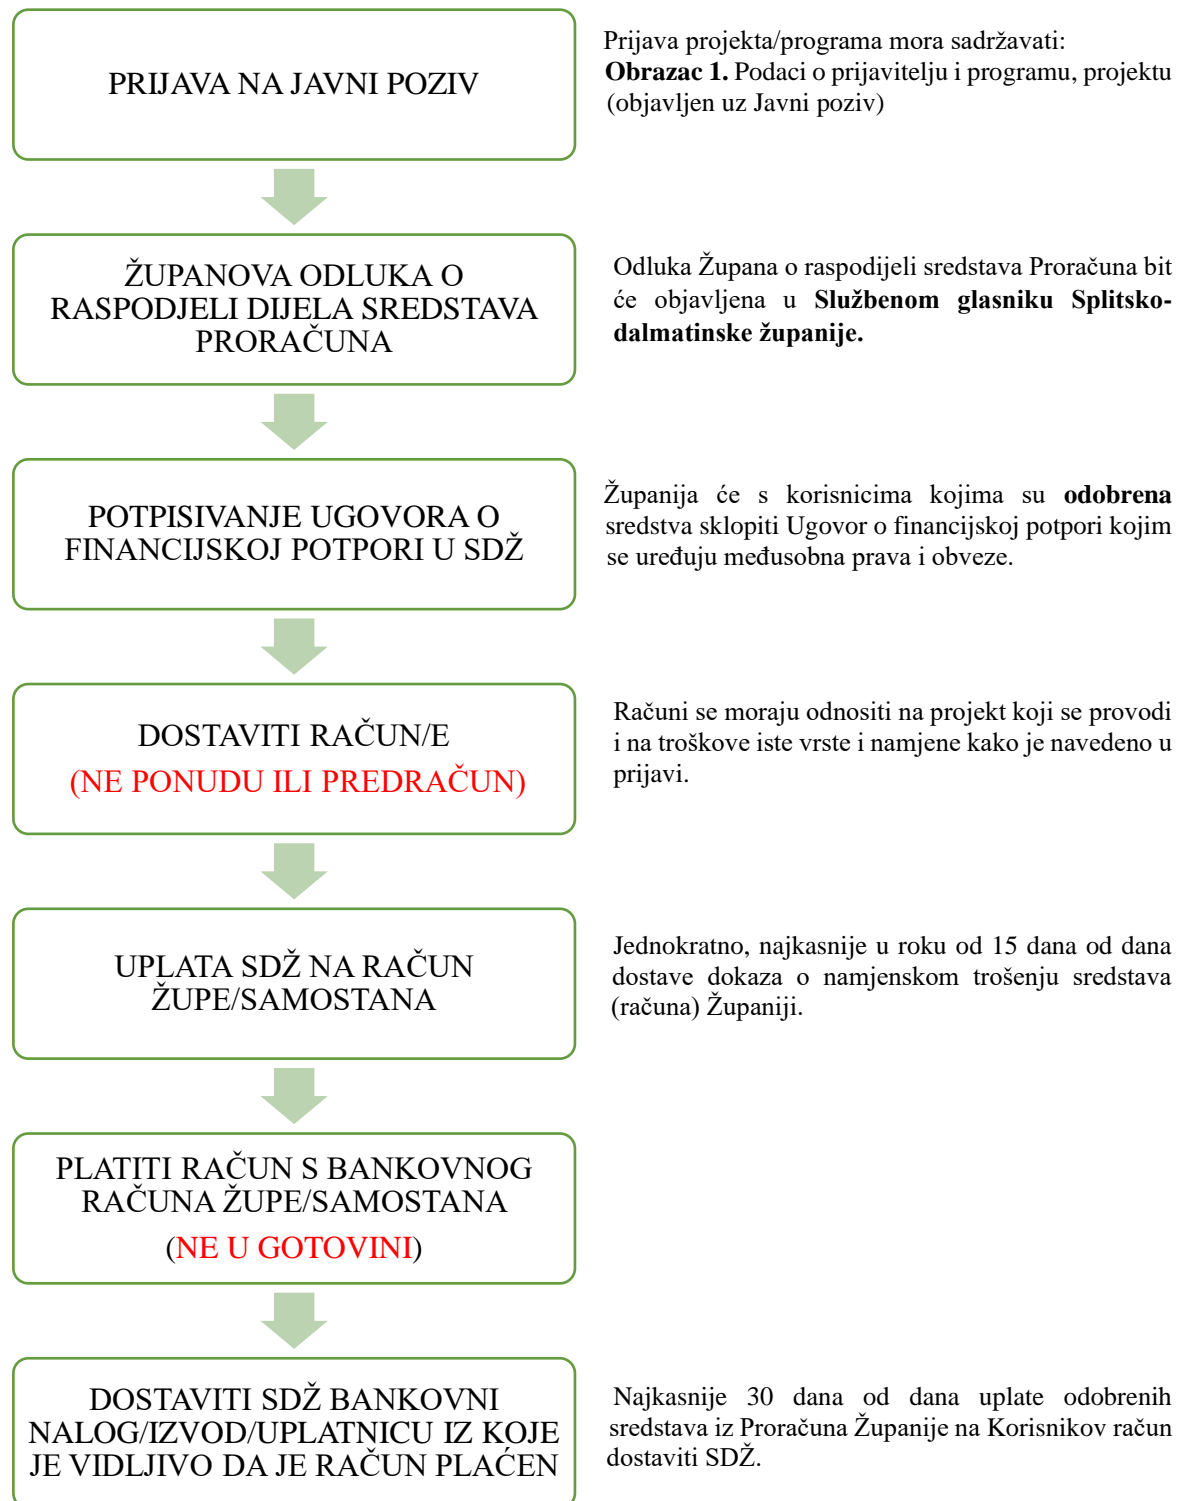 PRIJAVA NA JAVNI POZIV
Prijava projekta/programa mora sadržavati:
Obrazac 1. Podaci o prijavitelju i programu, projektu
(objavljen uz Javni poziv)
ŽUPANOVA ODLUKA O
RASPODJELI DIJELA SREDSTAVA
PRORAČUNA
Odluka Župana o raspodijeli sredstava Proračuna bit
će objavljena u Službenom glasniku Splitsko-
dalmatinske županije.
POTPISIVANJE UGOVORA O
FINANCIJSKOJ POTPORI U SDŽ
Županija će s korisnicima kojima su odobrena
sredstva sklopiti Ugovor o financijskoj potpori kojim
se uređuju međusobna prava i obveze.
DOSTAVITI RAČUN/E
(NE PONUDU ILI PREDRAČUN)
Računi se moraju odnositi na projekt koji se provodi
i na troškove iste vrste i namjene kako je navedeno u
prijavi.
UPLATA SDŽ NA RAČUN
ŽUPE/SAMOSTANA
Jednokratno, najkasnije u roku od 15 dana od dana
dostave dokaza o namjenskom trošenju sredstava
(računa) Županiji.
PLATITI RAČUN S BANKOVNOG
RAČUNA ŽUPE/SAMOSTANA
(NE U GOTOVINI)
DOSTAVITI SDŽ BANKOVNI
NALOG/IZVOD/UPLATNICU IZ KOJE
JE VIDLJIVO DA JE RAČUN PLAĆEN
Najkasnije 30 dana od dana uplate odobrenih
sredstava iz Proračuna Županije na Korisnikov račun
dostaviti SDŽ.